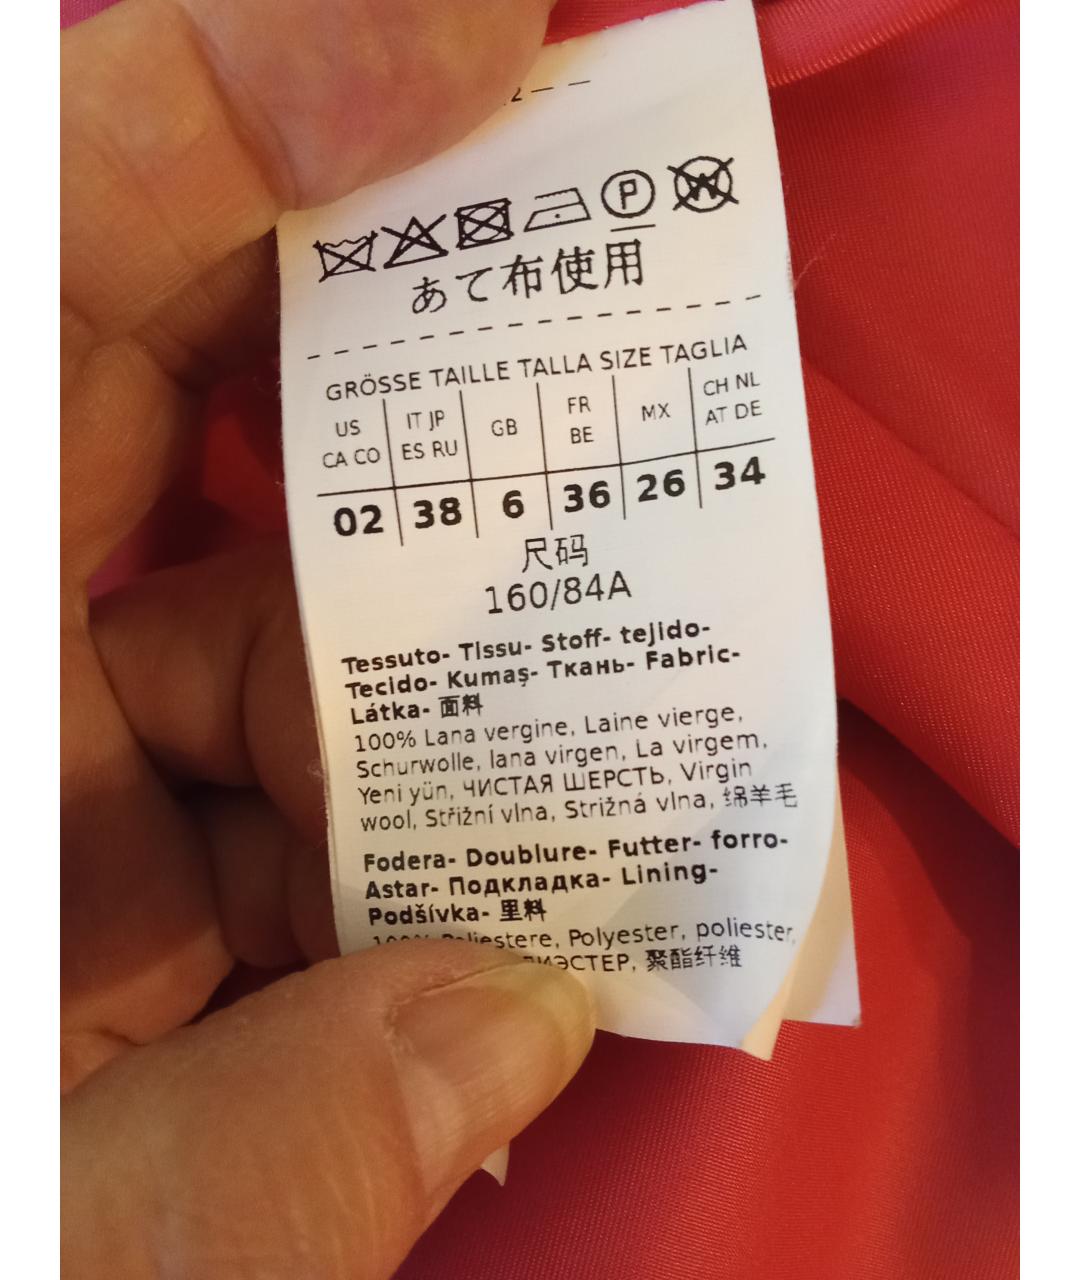 2 — —
P W
あて布使用
GRÖSSE TAILLE TALLA SIZE TAGLIA
US CA CO | IT JP ES RU | GB | FR BE | MX | CH NL AT DE
02 | 38 | 6 | 36 | 26 | 34
尺码
160/84A
Tessuto- Tissu- Stoff- tejido-
Tecido- Kumaş- Ткань- Fabric-
Látka- 面料
100% Lana vergine, Laine vierge,
Schurwolle, lana virgen, La virgem,
Yeni yün, ЧИСТАЯ ШЕРСТЬ, Virgin
wool, Střižní vlna, Strižná vlna, 绵羊毛
Fodera- Doublure- Futter- forro-
Astar- Подкладка- Lining-
Podšívka- 里料
100% Poliestere, Polyester, poliester,
聚酯纤维